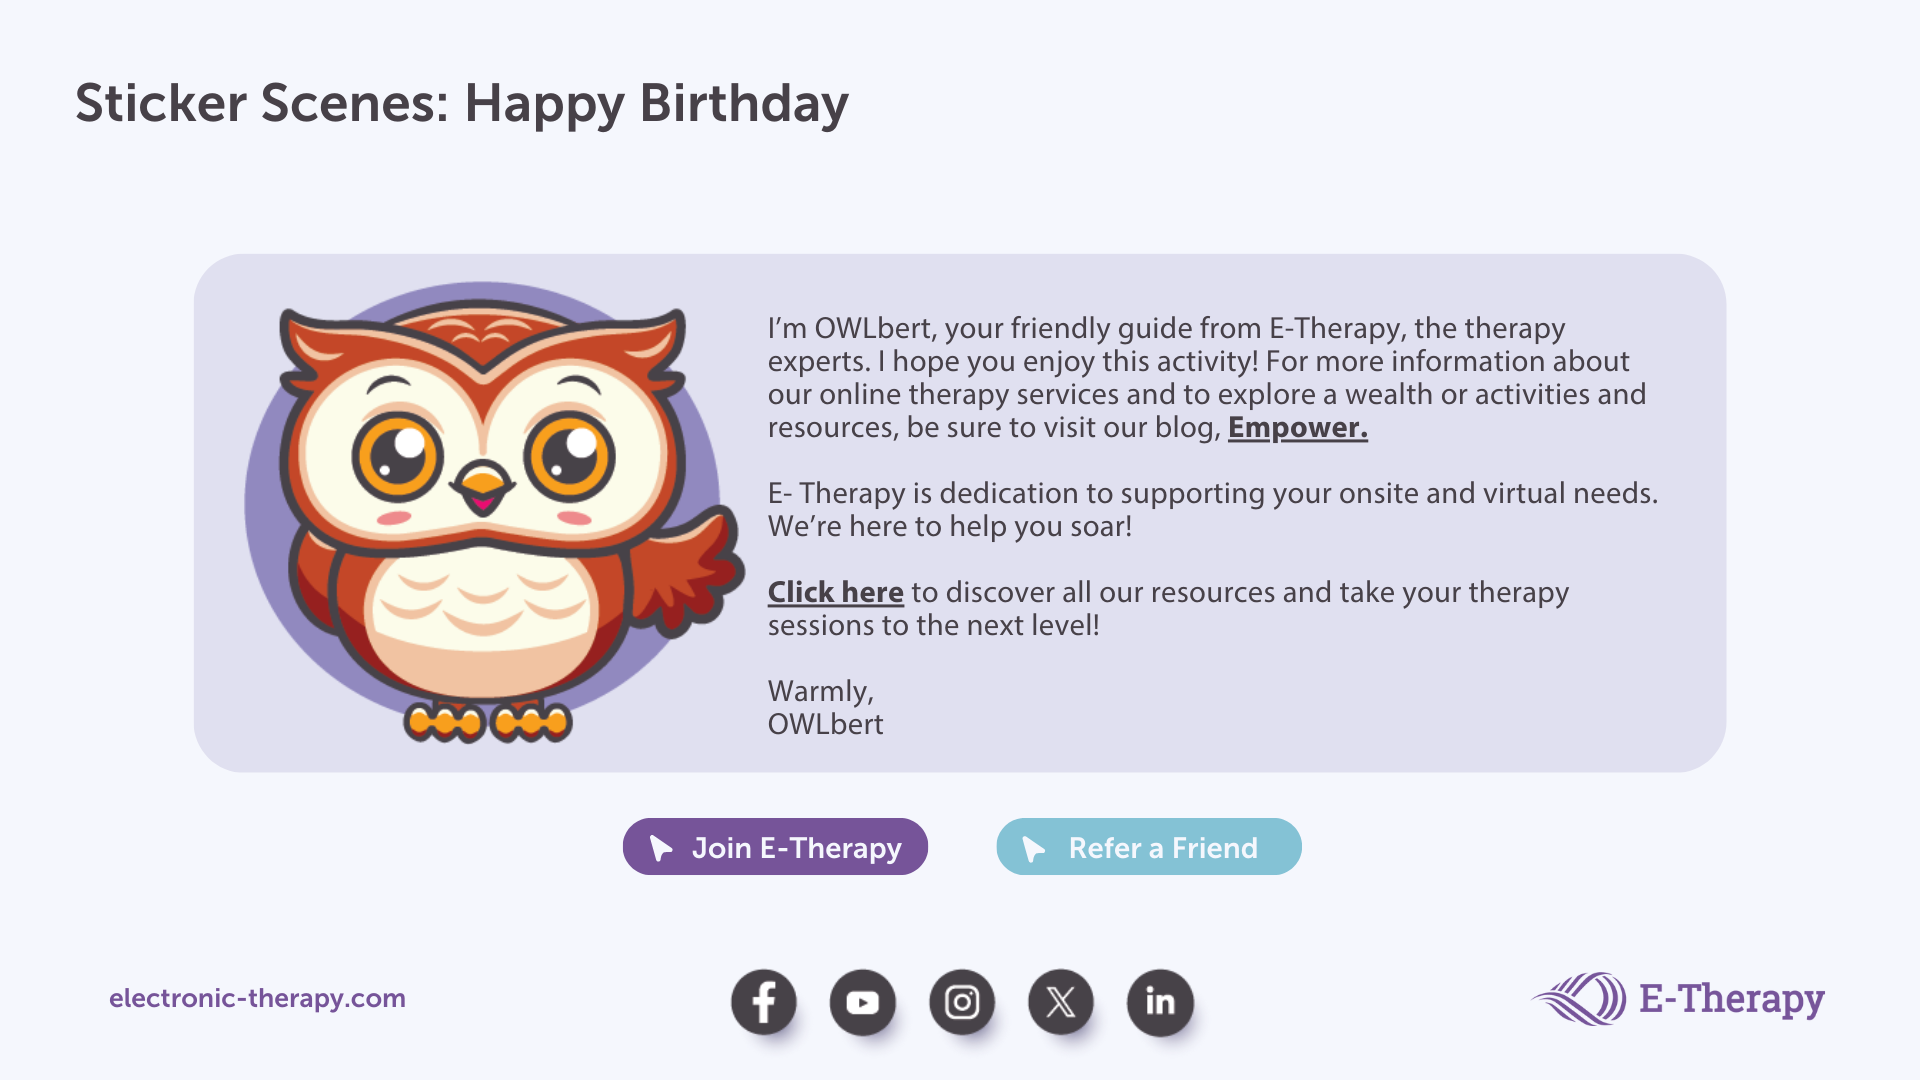 Sticker Scenes: Happy Birthday
I’m OWLbert, your friendly guide from E-Therapy, the therapy
experts. I hope you enjoy this activity! For more information about
our online therapy services and to explore a wealth or activities and
resources, be sure to visit our blog, Empower.
E- Therapy is dedication to supporting your onsite and virtual needs.
We’re here to help you soar!
Click here to discover all our resources and take your therapy
sessions to the next level!
Warmly,
OWLbert
Join E-Therapy
Refer a Friend
electronic-therapy.com
E-Therapy